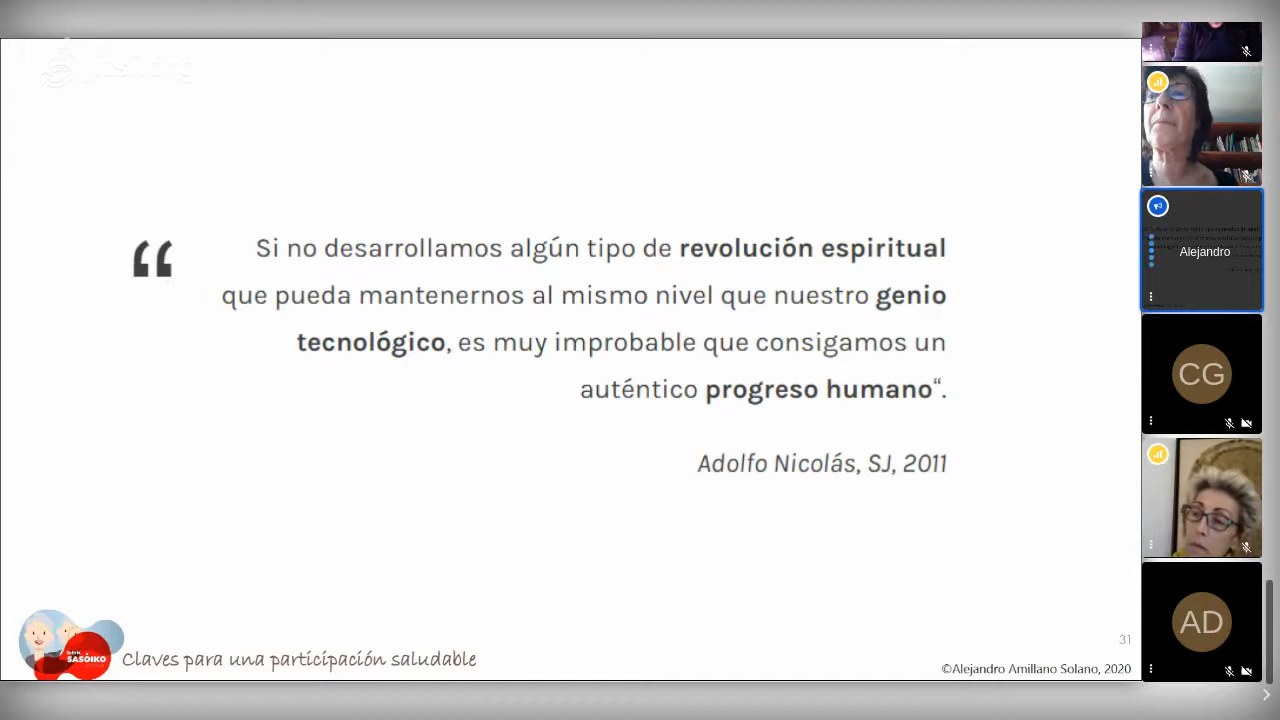 “ Si no desarrollamos algún tipo de revolución espiritual
que pueda mantenernos al mismo nivel que nuestro genio
tecnológico, es muy improbable que consigamos un
auténtico progreso humano“.
Adolfo Nicolás, SJ, 2011
SASOIKO
Claves para una participación saludable
31
©Alejandro Amillano Solano, 2020
Alejandro
CG
AD